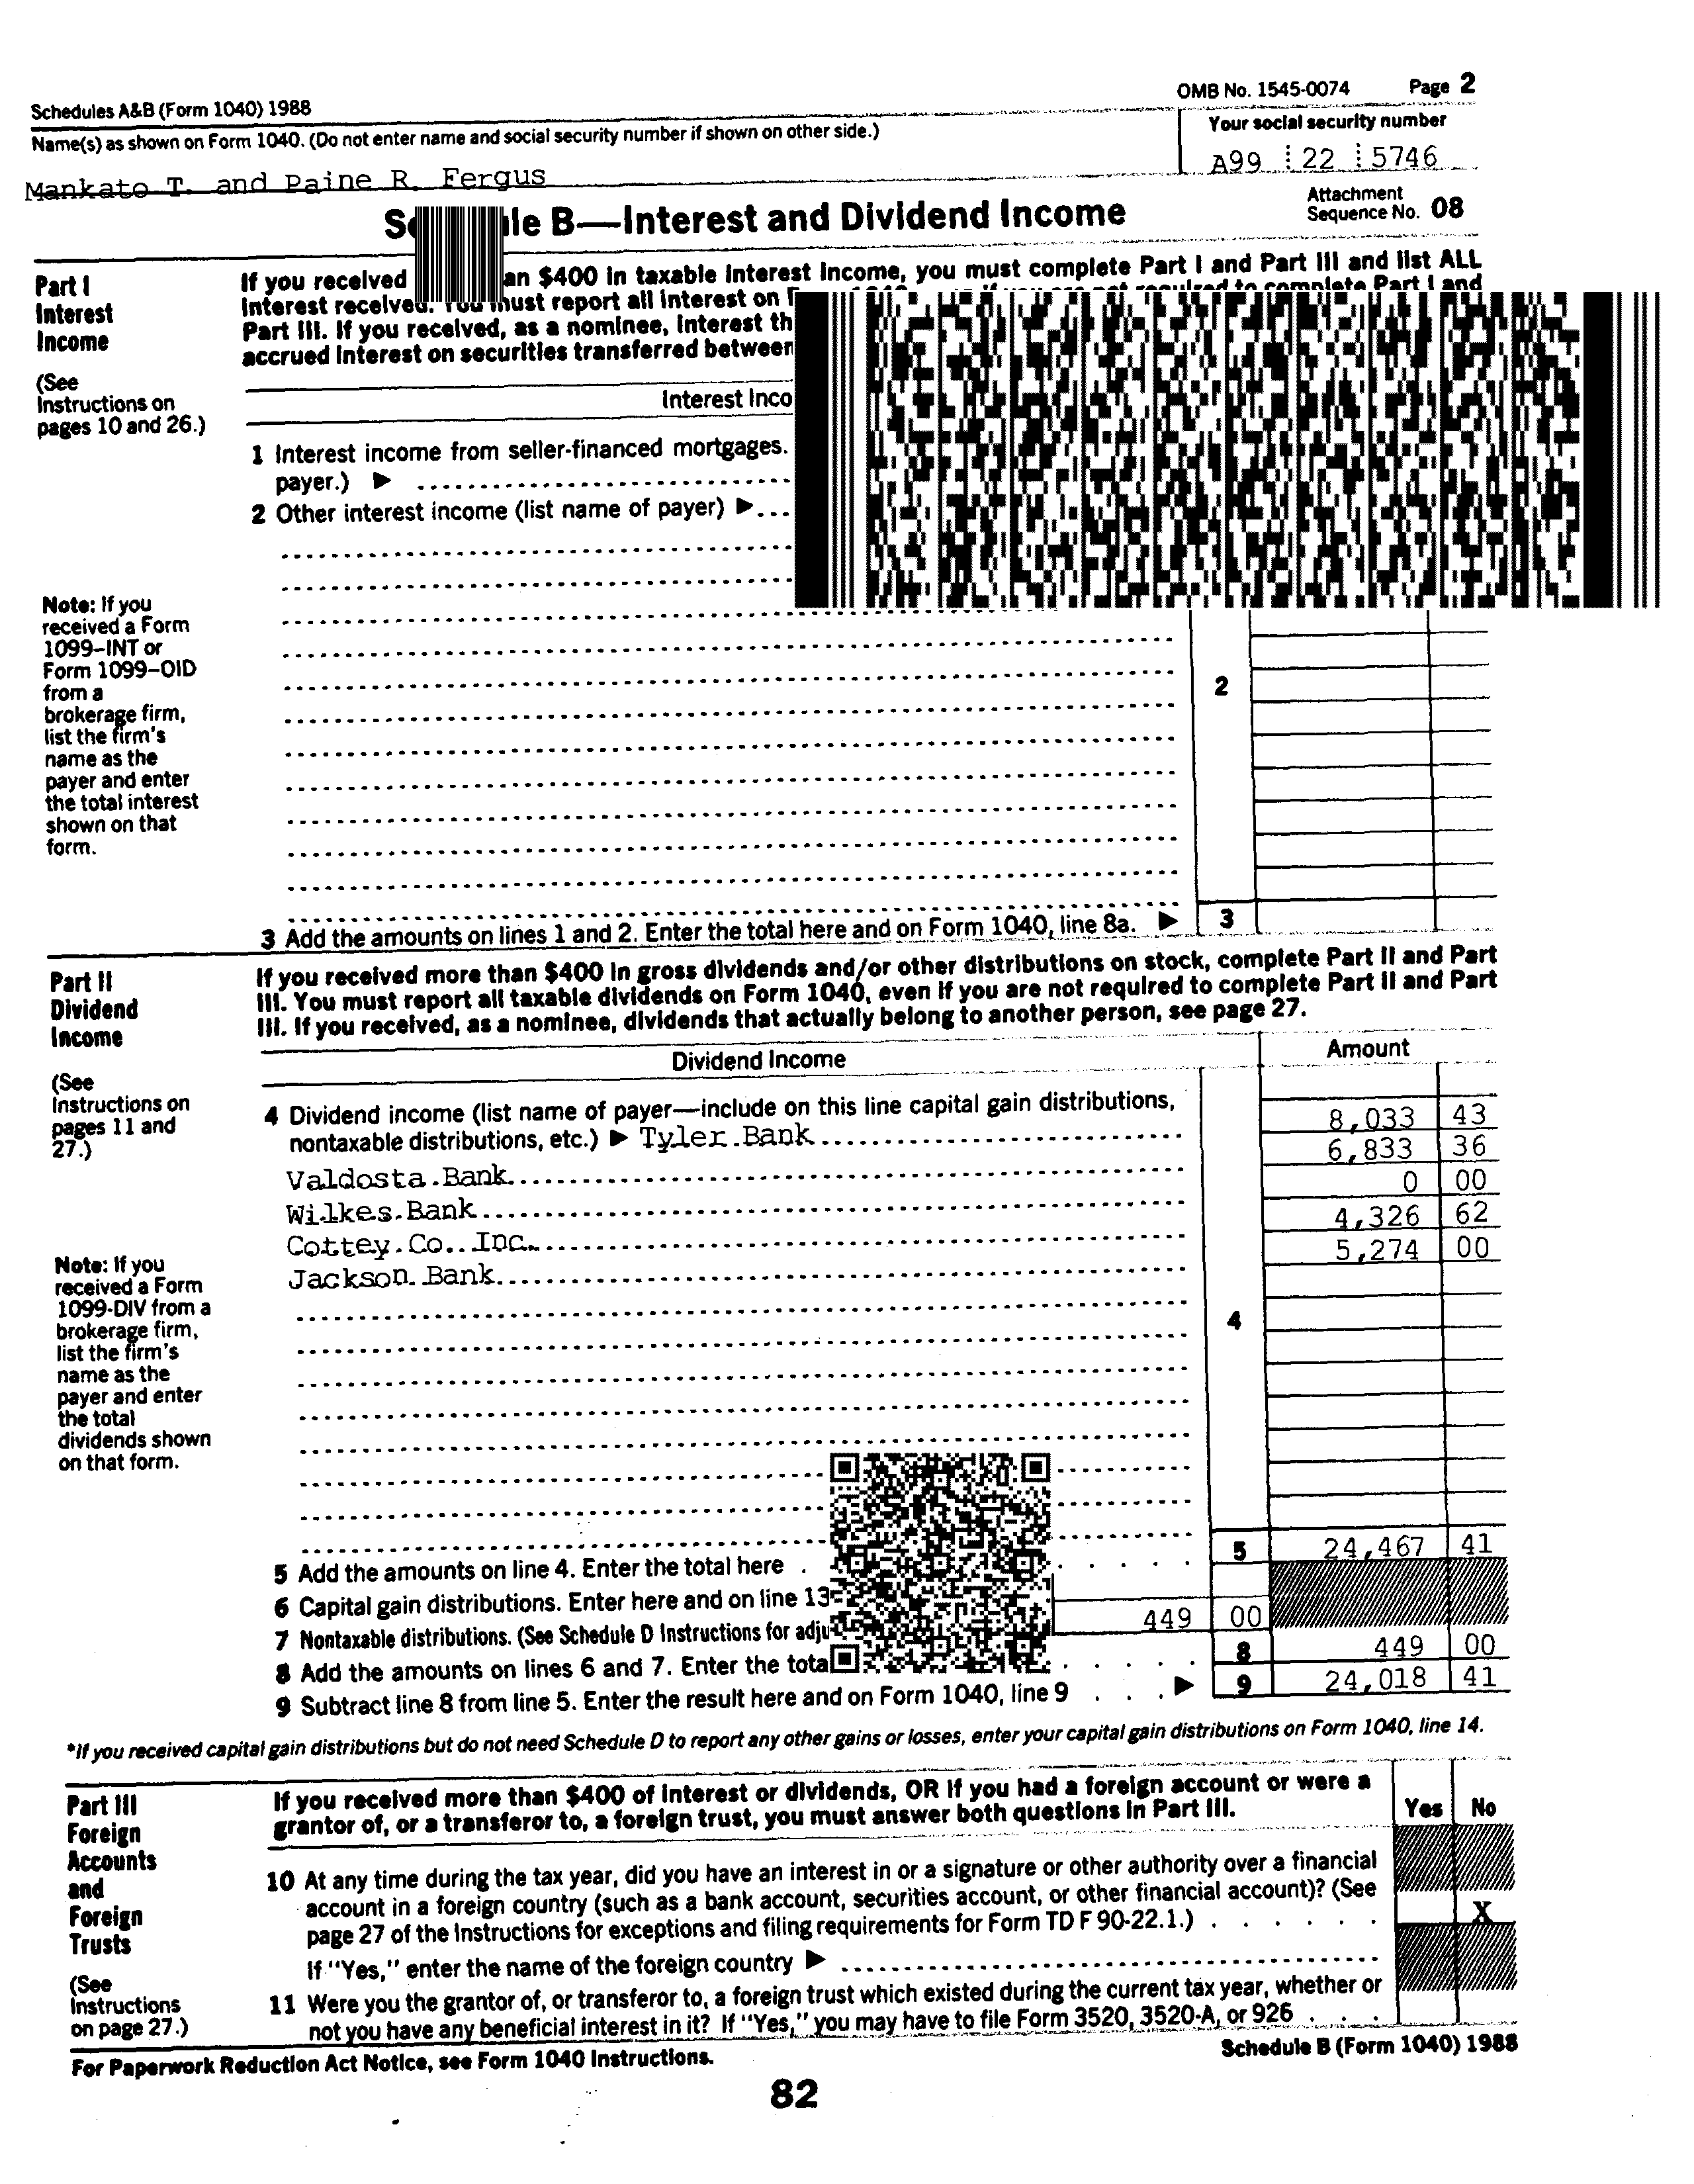 Schedules A&B (Form 1040) 1988
OMB No. 1545-0074 Page 2
Name(s) as shown on Form 1040. (Do not enter name and social security number if shown on other side.)
Your social security number
Mankato T. and Paine R. Fergus
A99 22 5746
B—Interest and Dividend Income
Attachment
Sequence No. 08
Part I
Interest
Income
(See
Instructions on
pages 10 and 26.)
If you received $400 in taxable interest income, you must complete Part I and Part III and list ALL
interest received. You must report all interest on
Part III. If you received, as a nominee, interest
accrued interest on securities transferred between
Interest
1 Interest income from seller-financed mortgages.
payer.) ▶
2 Other interest income (list name of payer) ▶
Note: If you
received a Form
1099–INT or
Form 1099–OID
from a
brokerage firm,
list the firm's
name as the
payer and enter
the total interest
shown on that
form.
2
3 Add the amounts on lines 1 and 2. Enter the total here and on Form 1040, line 8a. ▶ 3
Part II
Dividend
Income
(See
Instructions on
pages 11 and
27.)
If you received more than $400 in gross dividends and/or other distributions on stock, complete Part II and Part
III. You must report all taxable dividends on Form 1040, even if you are not required to complete Part II and Part
III. If you received, as a nominee, dividends that actually belong to another person, see page 27.
Dividend Income Amount
4 Dividend income (list name of payer—include on this line capital gain distributions,
nontaxable distributions, etc.) ▶ Tyler Bank 8,033 43
Valdosta Bank 6,833 36
Wilkes Bank 0 00
Cottey Co. Inc. 4,326 62
Jackson Bank 5,274 00
Note: If you
received a Form
1099-DIV from a
brokerage firm,
list the firm's
name as the
payer and enter
the total
dividends shown
on that form.
4
5 Add the amounts on line 4. Enter the total here 5 24,467 41
6 Capital gain distributions. Enter here and on line 13
7 Nontaxable distributions. (See Schedule D Instructions for 449 00
8 Add the amounts on lines 6 and 7. Enter the 8 449 00
9 Subtract line 8 from line 5. Enter the result here and on Form 1040, line 9 ▶ 9 24,018 41
*If you received capital gain distributions but do not need Schedule D to report any other gains or losses, enter your capital gain distributions on Form 1040, line 14.
Part III
Foreign
Accounts
and
Foreign
Trusts
(See
Instructions
on page 27.)
If you received more than $400 of interest or dividends, OR if you had a foreign account or were a
grantor of, or a transferor to, a foreign trust, you must answer both questions in Part III.
Yes No
10 At any time during the tax year, did you have an interest in or a signature or other authority over a financial
account in a foreign country (such as a bank account, securities account, or other financial account)? (See
page 27 of the Instructions for exceptions and filing requirements for Form TD F 90-22.1.) X
If "Yes," enter the name of the foreign country ▶
11 Were you the grantor of, or transferor to, a foreign trust which existed during the current tax year, whether or
not you have any beneficial interest in it? If "Yes," you may have to file Form 3520, 3520-A, or 926
For Paperwork Reduction Act Notice, see Form 1040 Instructions.
Schedule B (Form 1040) 1988
82